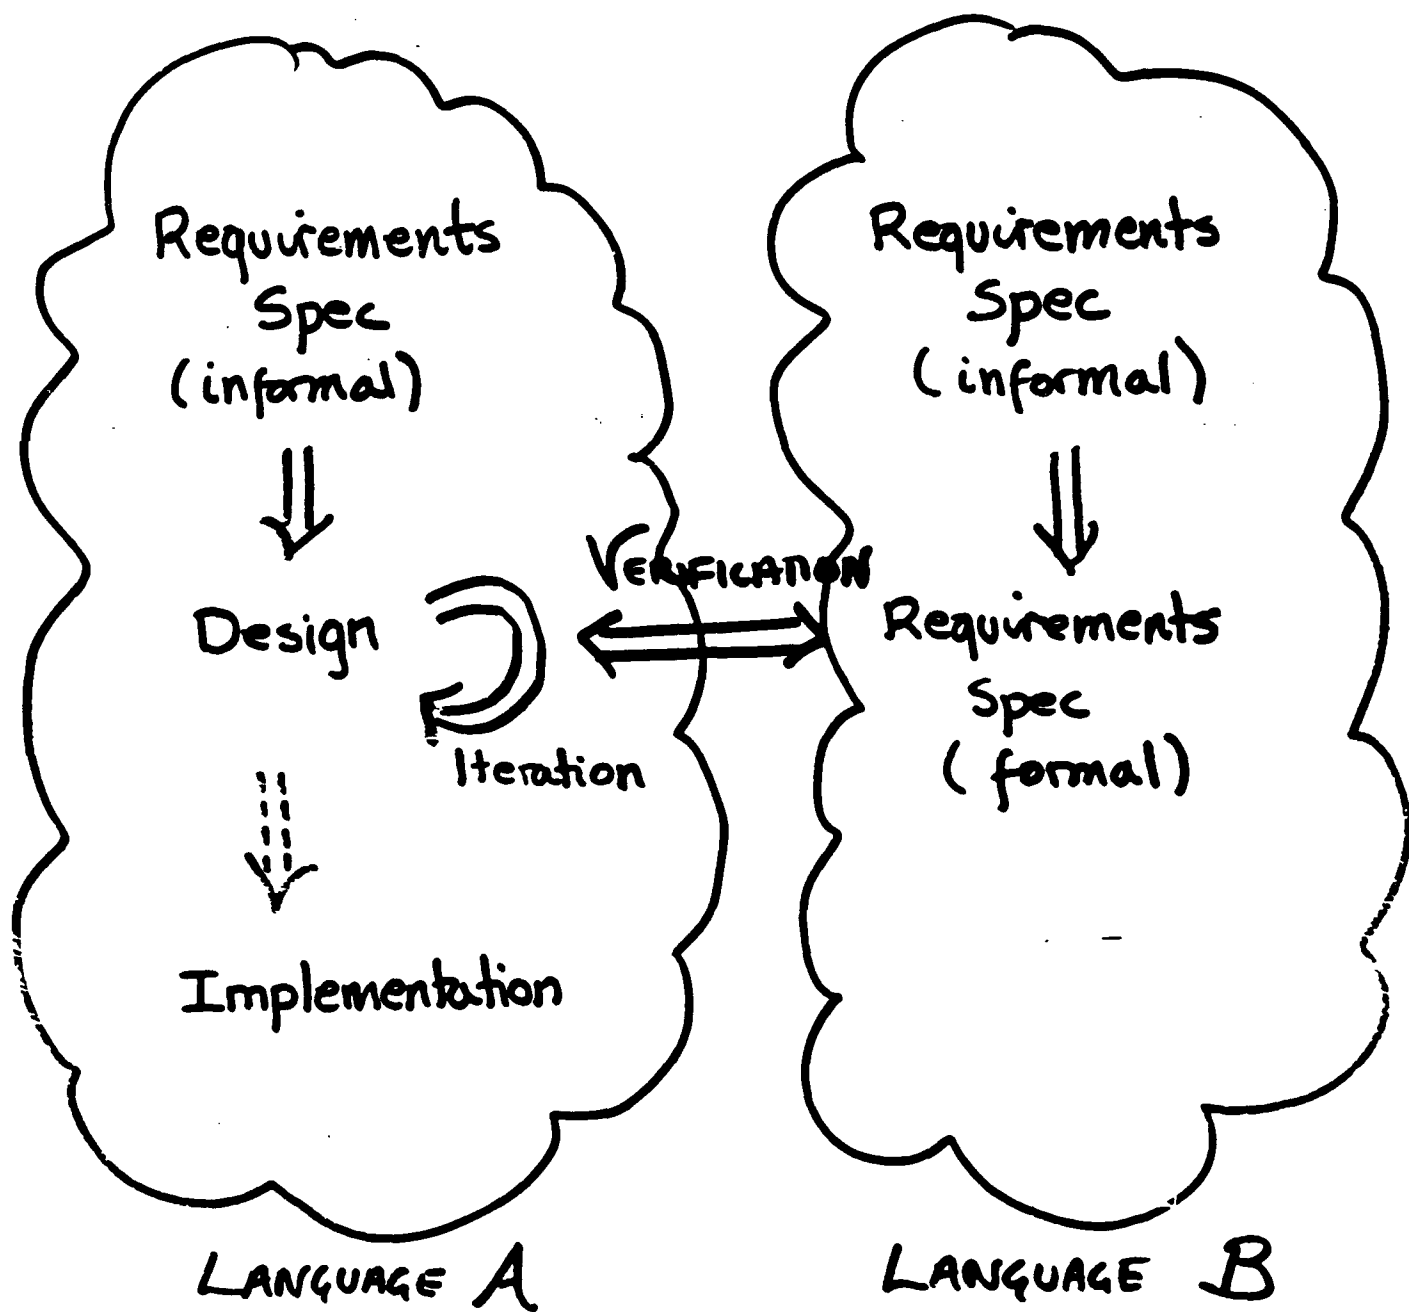 Requirements
Spec
(informal)
Design
Iteration
Implementation
LANGUAGE A
VERIFICATION
Requirements
Spec
(informal)
Requirements
Spec
(formal)
LANGUAGE B